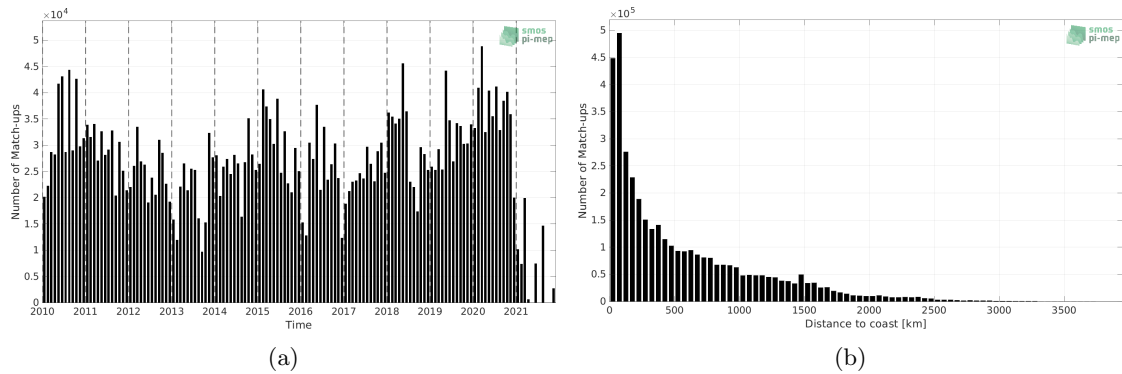 ×10⁴
5
4.5
4
3.5
3
2.5
2
1.5
1
0.5
0
Number of Match-ups
2010 2011 2012 2013 2014 2015 2016 2017 2018 2019 2020 2021
Time
smos
pi-mep
(a)
×10⁵
5
4.5
4
3.5
3
2.5
2
1.5
1
0.5
0
Number of Match-ups
0 500 1000 1500 2000 2500 3000 3500
Distance to coast [km]
smos
pi-mep
(b)